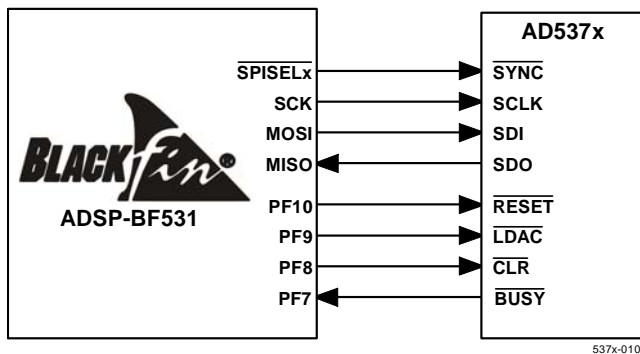 AD537x
SPISELx SYNC
SCK SCLK
MOSI SDI
BLACKfin®
MISO SDO
ADSP-BF531
PF10 RESET
PF9 LDAC
PF8 CLR
PF7 BUSY
537x-010